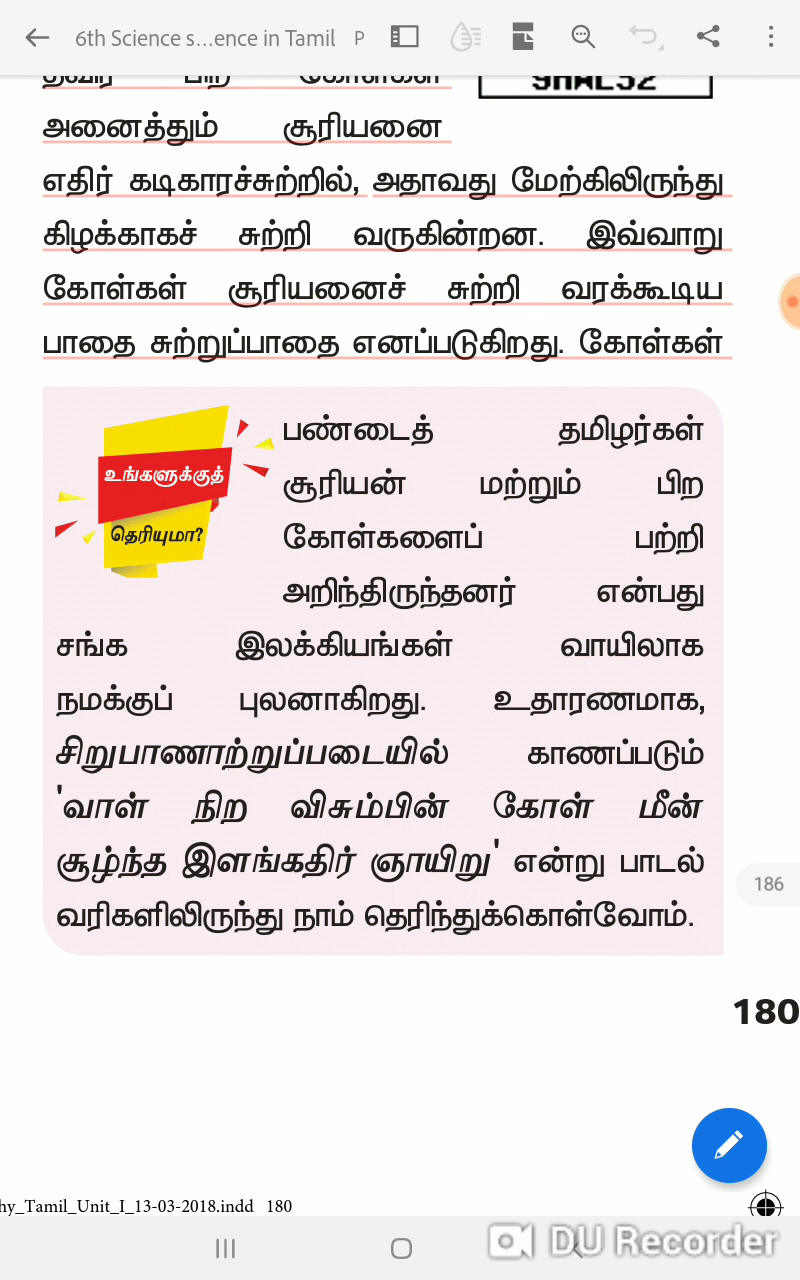 6th Science s...ence in Tamil P
அனைத்தும் சூரியனை
எதிர் கடிகாரச்சுற்றில், அதாவது மேற்கிலிருந்து
கிழக்காகச் சுற்றி வருகின்றன. இவ்வாறு
கோள்கள் சூரியனைச் சுற்றி வரக்கூடிய
பாதை சுற்றுப்பாதை எனப்படுகிறது. கோள்கள்
உங்களுக்குத்
தெரியுமா?
பண்டைத் தமிழர்கள்
சூரியன் மற்றும் பிற
கோள்களைப் பற்றி
அறிந்திருந்தனர் என்பது
சங்க இலக்கியங்கள் வாயிலாக
நமக்குப் புலனாகிறது. உதாரணமாக,
சிறுபாணாற்றுப்படையில் காணப்படும்
'வாள் நிற விசும்பின் கோள் மீன்
சூழ்ந்த இளங்கதிர் ஞாயிறு' என்று பாடல்
வரிகளிலிருந்து நாம் தெரிந்துக்கொள்வோம்.
186
180
hy_Tamil_Unit_I_13-03-2018.indd 180
DU Recorder